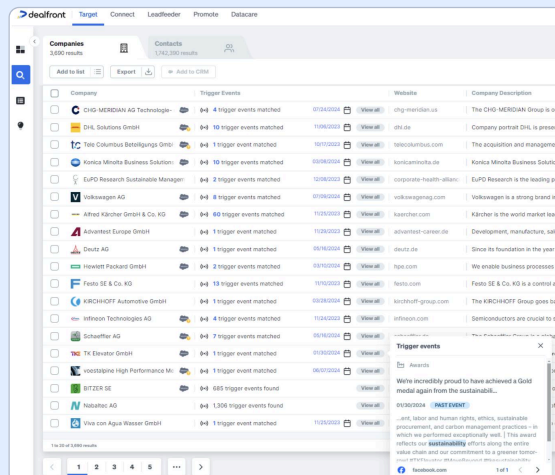 dealfront Target Connect Leadfeeder Promote Datacare
Companies
3,690 results
Contacts
1,742,380 results
Add to list Export Add to CRM
Company Trigger Events Website Company Description
CHG-MERIDIAN AG Technologie- 4 trigger events matched 07/24/2024 View all chg-meridian.us The CHG-MERIDIAN Group is o
DHL Solutions GmbH 10 trigger events matched 11/06/2023 View all dhl.de Company portrait DHL is prese
Tele Columbus Beteiligungs Gmb 1 trigger event matched 10/17/2023 View all telecolumbus.com The acquisition and manageme
Konica Minolta Business Solution 10 trigger events matched 03/08/2024 View all konicaminolta.de Konica Minolta Business Solutio
EuPD Research Sustainable Managem 2 trigger events matched 12/08/2023 View all corporate-health-allianc EuPD Research is the leading p
Volkswagen AG 8 trigger events matched 07/09/2024 View all volkswagenag.com Volkswagen is a strong brand in
Alfred Kärcher GmbH & Co. KG 60 trigger events matched 11/25/2023 View all kaercher.com Kärcher is the world market lea
Advantest Europe GmbH 1 trigger event matched 11/28/2023 View all advantest-career.de Development, manufacture, sal
Deutz AG 1 trigger event matched 05/18/2024 View all deutz.de Since its foundation in the year
Hewlett Packard GmbH 2 trigger events matched 03/10/2024 View all hpe.com We enable business processes
Festo SE & Co. KG 13 trigger events matched 11/10/2023 View all festo.com Festo SE & Co. KG is a control a
KIRCHHOFF Automotive GmbH 1 trigger event matched 03/28/2024 View all kirchhoff-group.com The KIRCHHOFF Group goes ba
Infineon Technologies AG 4 trigger events matched 11/24/2023 View all infineon.com Semiconductors are crucial to s
Schaeffler AG 7 trigger events matched 05/16/2024 View all
TK Elevator GmbH 1 trigger event matched 01/30/2024 View all
voestalpine High Performance Mc 1 trigger event matched 06/07/2024 View all
BITZER SE 685 trigger events found View all
Nabaltec AG 1,306 trigger events found View all
Viva con Agua Wasser GmbH 1 trigger event matched 11/25/2023 View all
1 to 20 of 3,690 results
1 2 3 4 5 ...
Trigger events
Awards
We're incredibly proud to have achieved a Gold
medal again from the sustainabili...
01/30/2024 PAST EVENT
...ent, labor and human rights, ethics, sustainable
procurement, and carbon management practices – in
which we performed exceptionally well. | This award
reflects our sustainability efforts along the entire
value chain and our commitment to a greener tomor-
facebook.com 1 of 1